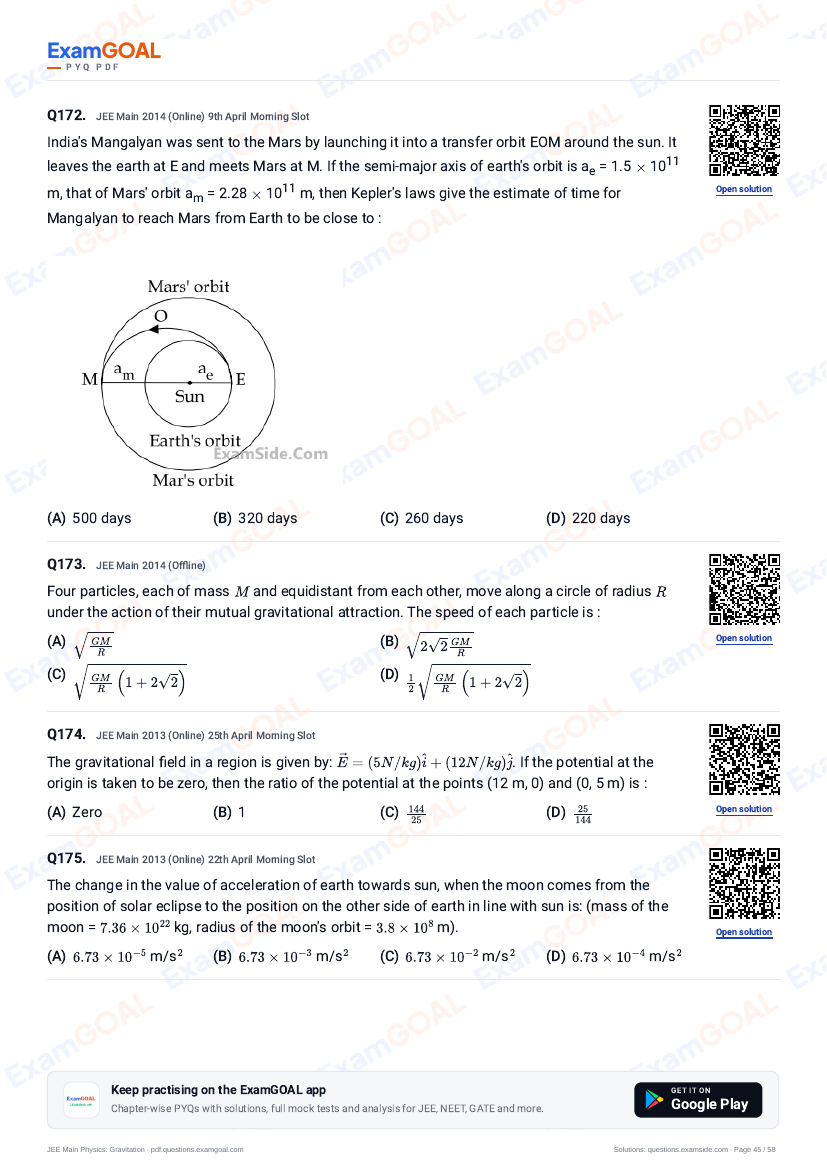 ExamGOAL
PYQ PDF
Q172. JEE Main 2014 (Online) 9th April Morning Slot
India's Mangalyan was sent to the Mars by launching it into a transfer orbit EOM around the sun. It
leaves the earth at E and meets Mars at M. If the semi-major axis of earth's orbit is aₑ = 1.5 × 10¹¹
m, that of Mars' orbit aₘ = 2.28 × 10¹¹ m, then Kepler's laws give the estimate of time for
Mangalyan to reach Mars from Earth to be close to :
Open solution
Mars' orbit
O
M aₘ aₑ E
Sun
Earth's orbit
ExamSide.Com
Mar's orbit
(A) 500 days (B) 320 days (C) 260 days (D) 220 days
Q173. JEE Main 2014 (Offline)
Four particles, each of mass M and equidistant from each other, move along a circle of radius R
under the action of their mutual gravitational attraction. The speed of each particle is :
Open solution
(A) √(GM/R) (B) √(2√2 GM/R)
(C) √(GM/R (1 + 2√2)) (D) 1/2 √(GM/R (1 + 2√2))
Q174. JEE Main 2013 (Online) 25th April Morning Slot
The gravitational field in a region is given by: E⃗ = (5N/kg)î + (12N/kg)ĵ. If the potential at the
origin is taken to be zero, then the ratio of the potential at the points (12 m, 0) and (0, 5 m) is :
Open solution
(A) Zero (B) 1 (C) 144/25 (D) 25/144
Q175. JEE Main 2013 (Online) 22th April Morning Slot
The change in the value of acceleration of earth towards sun, when the moon comes from the
position of solar eclipse to the position on the other side of earth in line with sun is: (mass of the
moon = 7.36 × 10²² kg, radius of the moon's orbit = 3.8 × 10⁸ m).
Open solution
(A) 6.73 × 10⁻⁵ m/s² (B) 6.73 × 10⁻³ m/s² (C) 6.73 × 10⁻² m/s² (D) 6.73 × 10⁻⁴ m/s²
ExamGOAL
Keep practising on the ExamGOAL app
Chapter-wise PYQs with solutions, full mock tests and analysis for JEE, NEET, GATE and more.
GET IT ON
Google Play
JEE Main Physics: Gravitation · pdf.questions.examgoal.com
Solutions: questions.examside.com · Page 45 / 58